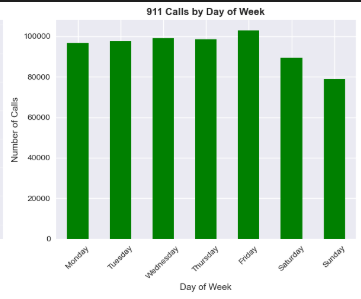 911 Calls by Day of Week
Number of Calls
100000
80000
60000
40000
20000
0
Monday
Tuesday
Wednesday
Thursday
Friday
Saturday
Sunday
Day of Week